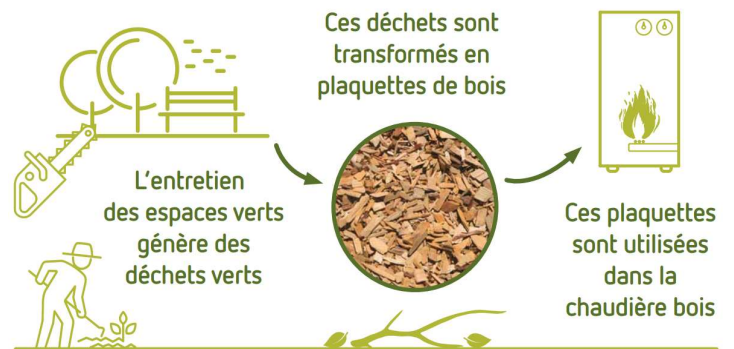 L'entretien
des espaces verts
génère des
déchets verts
Ces déchets sont
transformés en
plaquettes de bois
Ces plaquettes
sont utilisées
dans la
chaudière bois